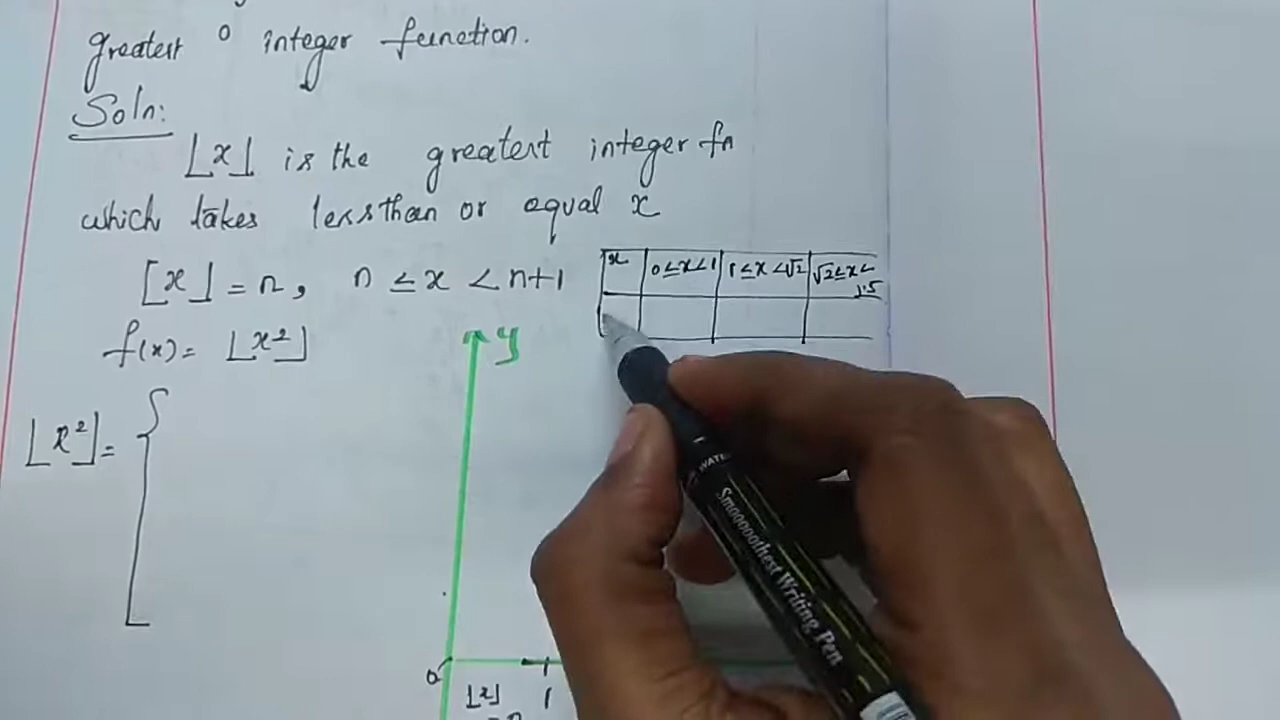 greatest integer function.
Soln:
⌊x⌋ is the greatest integer fn
which takes less than or equal x
⌊x⌋ = n, n ≤ x < n+1
x 0≤x<1 1≤x<√2 √2≤x<1.5
f(x) = ⌊x²⌋
y
⌊x²⌋ = {
0
⌊x⌋ 1
Smooooothest Writing Pen